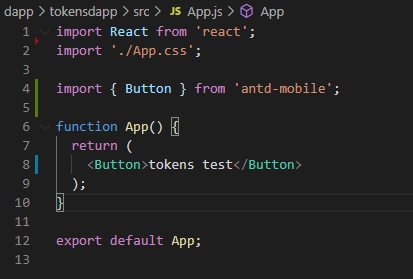 dapp > tokensdapp > src > JS App.js > App
1 import React from 'react';
2 import './App.css';
3
4 import { Button } from 'antd-mobile';
5
6 function App() {
7   return (
8     <Button>tokens test</Button>
9   );
10 }
11
12 export default App;
13